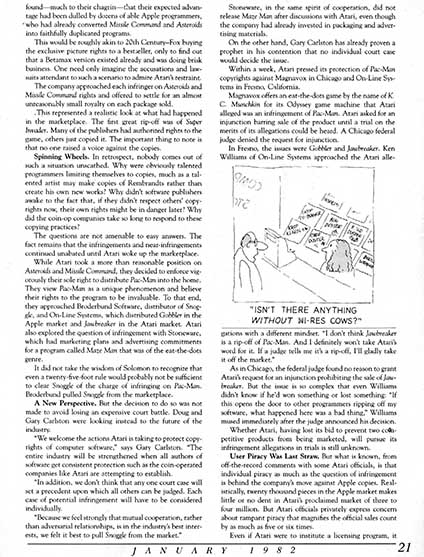 found—much to their chagrin—that their expected advan-
tage had been dulled by dozens of able Apple programmers,
who had already converted Missile Command and Asteroids
into faithfully duplicated programs.
This would be roughly akin to 20th Century–Fox buying
the exclusive picture rights to a bestseller, only to find out
that a Betamax version existed already and was doing brisk
business. One need only imagine the accusations and law-
suits attendant to such a scenario to admire Atari's restraint.
The company approached each infringer on Asteroids and
Missile Command rights and offered to settle for an almost
unreasonably small royalty on each package sold.
This represented a realistic look at what had happened
in the marketplace. The first great rip-off was of Super
Invader. Many of the publishers had authored rights to the
game, others just copied it. The important thing to note is
that no one raised a voice against the copies.
Spinning Wheels. In retrospect, nobody comes out of
such a situation unscathed. Why were obviously talented
programmers limiting themselves to copies, much as a tal-
ented artist may make copies of Rembrandts rather than
create his own new works? Why didn't software publishers
awake to the fact that, if they didn't respect others' copy-
rights now, their own rights might be in danger later? Why
did the coin-op companies take so long to respond to these
copying practices?
The questions are not amenable to easy answers. The
fact remains that the infringements and near-infringements
continued unabated until Atari woke up the marketplace.
While Atari took a more than reasonable position on
Asteroids and Missile Command, they decided to enforce vig-
orously their sole right to distribute Pac-Man into the home.
They view Pac-Man as a unique phenomenon and believe
their rights to the program to be invaluable. To that end,
they approached Brøderbund Software, distributor of Snog-
gle, and On-Line Systems, which distributed Gobbler in the
Apple market and Jawbreaker in the Atari market. Atari
also explored the question of infringement with Stoneware,
which had marketing plans and advertising commitments
for a program called Maze Man that was of the eat-the-dots
genre.
It did not take the wisdom of Solomon to recognize that
even a twenty-five-foot rule would probably not be sufficient
to clear Snoggle of the charge of infringing on Pac-Man.
Brøderbund pulled Snoggle from the marketplace.
A New Perspective. But the decision to do so was not
made to avoid losing an expensive court battle. Doug and
Gary Carlston were looking instead to the future of the
industry.
"We welcome the actions Atari is taking to protect copy-
rights of computer software," says Gary Carlston. "The
entire industry will be strengthened when all authors of
software get consistent protection such as the coin-operated
companies like Atari are attempting to establish.
"In addition, we don't think that any one court case will
set a precedent upon which all others can be judged. Each
case of potential infringement will have to be considered
individually.
"Because we feel strongly that mutual cooperation, rather
than adversarial relationships, is in the industry's best inter-
ests, we felt it best to pull Snoggle from the market."
Stoneware, in the same spirit of cooperation, did not
release Maze Man after discussions with Atari, even though
the company had already invested in packaging and adver-
tising materials.
On the other hand, Gary Carlston has already proven a
prophet in his contention that no individual court case
would decide the issue.
Within a week, Atari pressed its protection of Pac-Man
copyrights against Magnavox in Chicago and On-Line Sys-
tems in Fresno, California.
Magnavox offers an eat-the-dots game by the name of K.
C. Munchkin for its Odyssey game machine that Atari
alleged was an infringement of Pac-Man. Atari asked for an
injunction barring sale of the product until a trial on the
merits of its allegations could be heard. A Chicago federal
judge denied the request for injunction.
In Fresno, the issues were Gobbler and Jawbreaker. Ken
Williams of On-Line Systems approached the Atari alle-
"ISN'T THERE ANYTHING
WITHOUT HI-RES COWS?"
gations with a different mindset. "I don't think Jawbreaker
is a rip-off of Pac-Man. And I definitely won't take Atari's
word for it. If a judge tells me it's a rip-off, I'll gladly take
it off the market."
As in Chicago, the federal judge found no reason to grant
Atari's request for an injunction prohibiting the sale of Jaw-
breaker. But the issue is so complex that even Williams
didn't know if he'd won something or lost something: "If
this opens the door to other programmers ripping off my
software, what happened here was a bad thing," Williams
mused immediately after the judge announced his decision.
Whether Atari, having lost its bid to prevent two com-
petitive products from being marketed, will pursue its
infringement allegations in trials is still unknown.
User Piracy Was Last Straw. But what is known, from
off-the-record comments with some Atari officials, is that
individual piracy as much as the question of infringement
is behind the company's move against Apple copies. Real-
istically, twenty thousand pieces in the Apple market makes
little or no dent in Atari's proclaimed market of three to
four million. But Atari officials privately express concern
about rampant piracy that magnifies the official sales count
by as much as five or six times.
Even if Atari were to institute a licensing program, it
JANUARY 1982
21